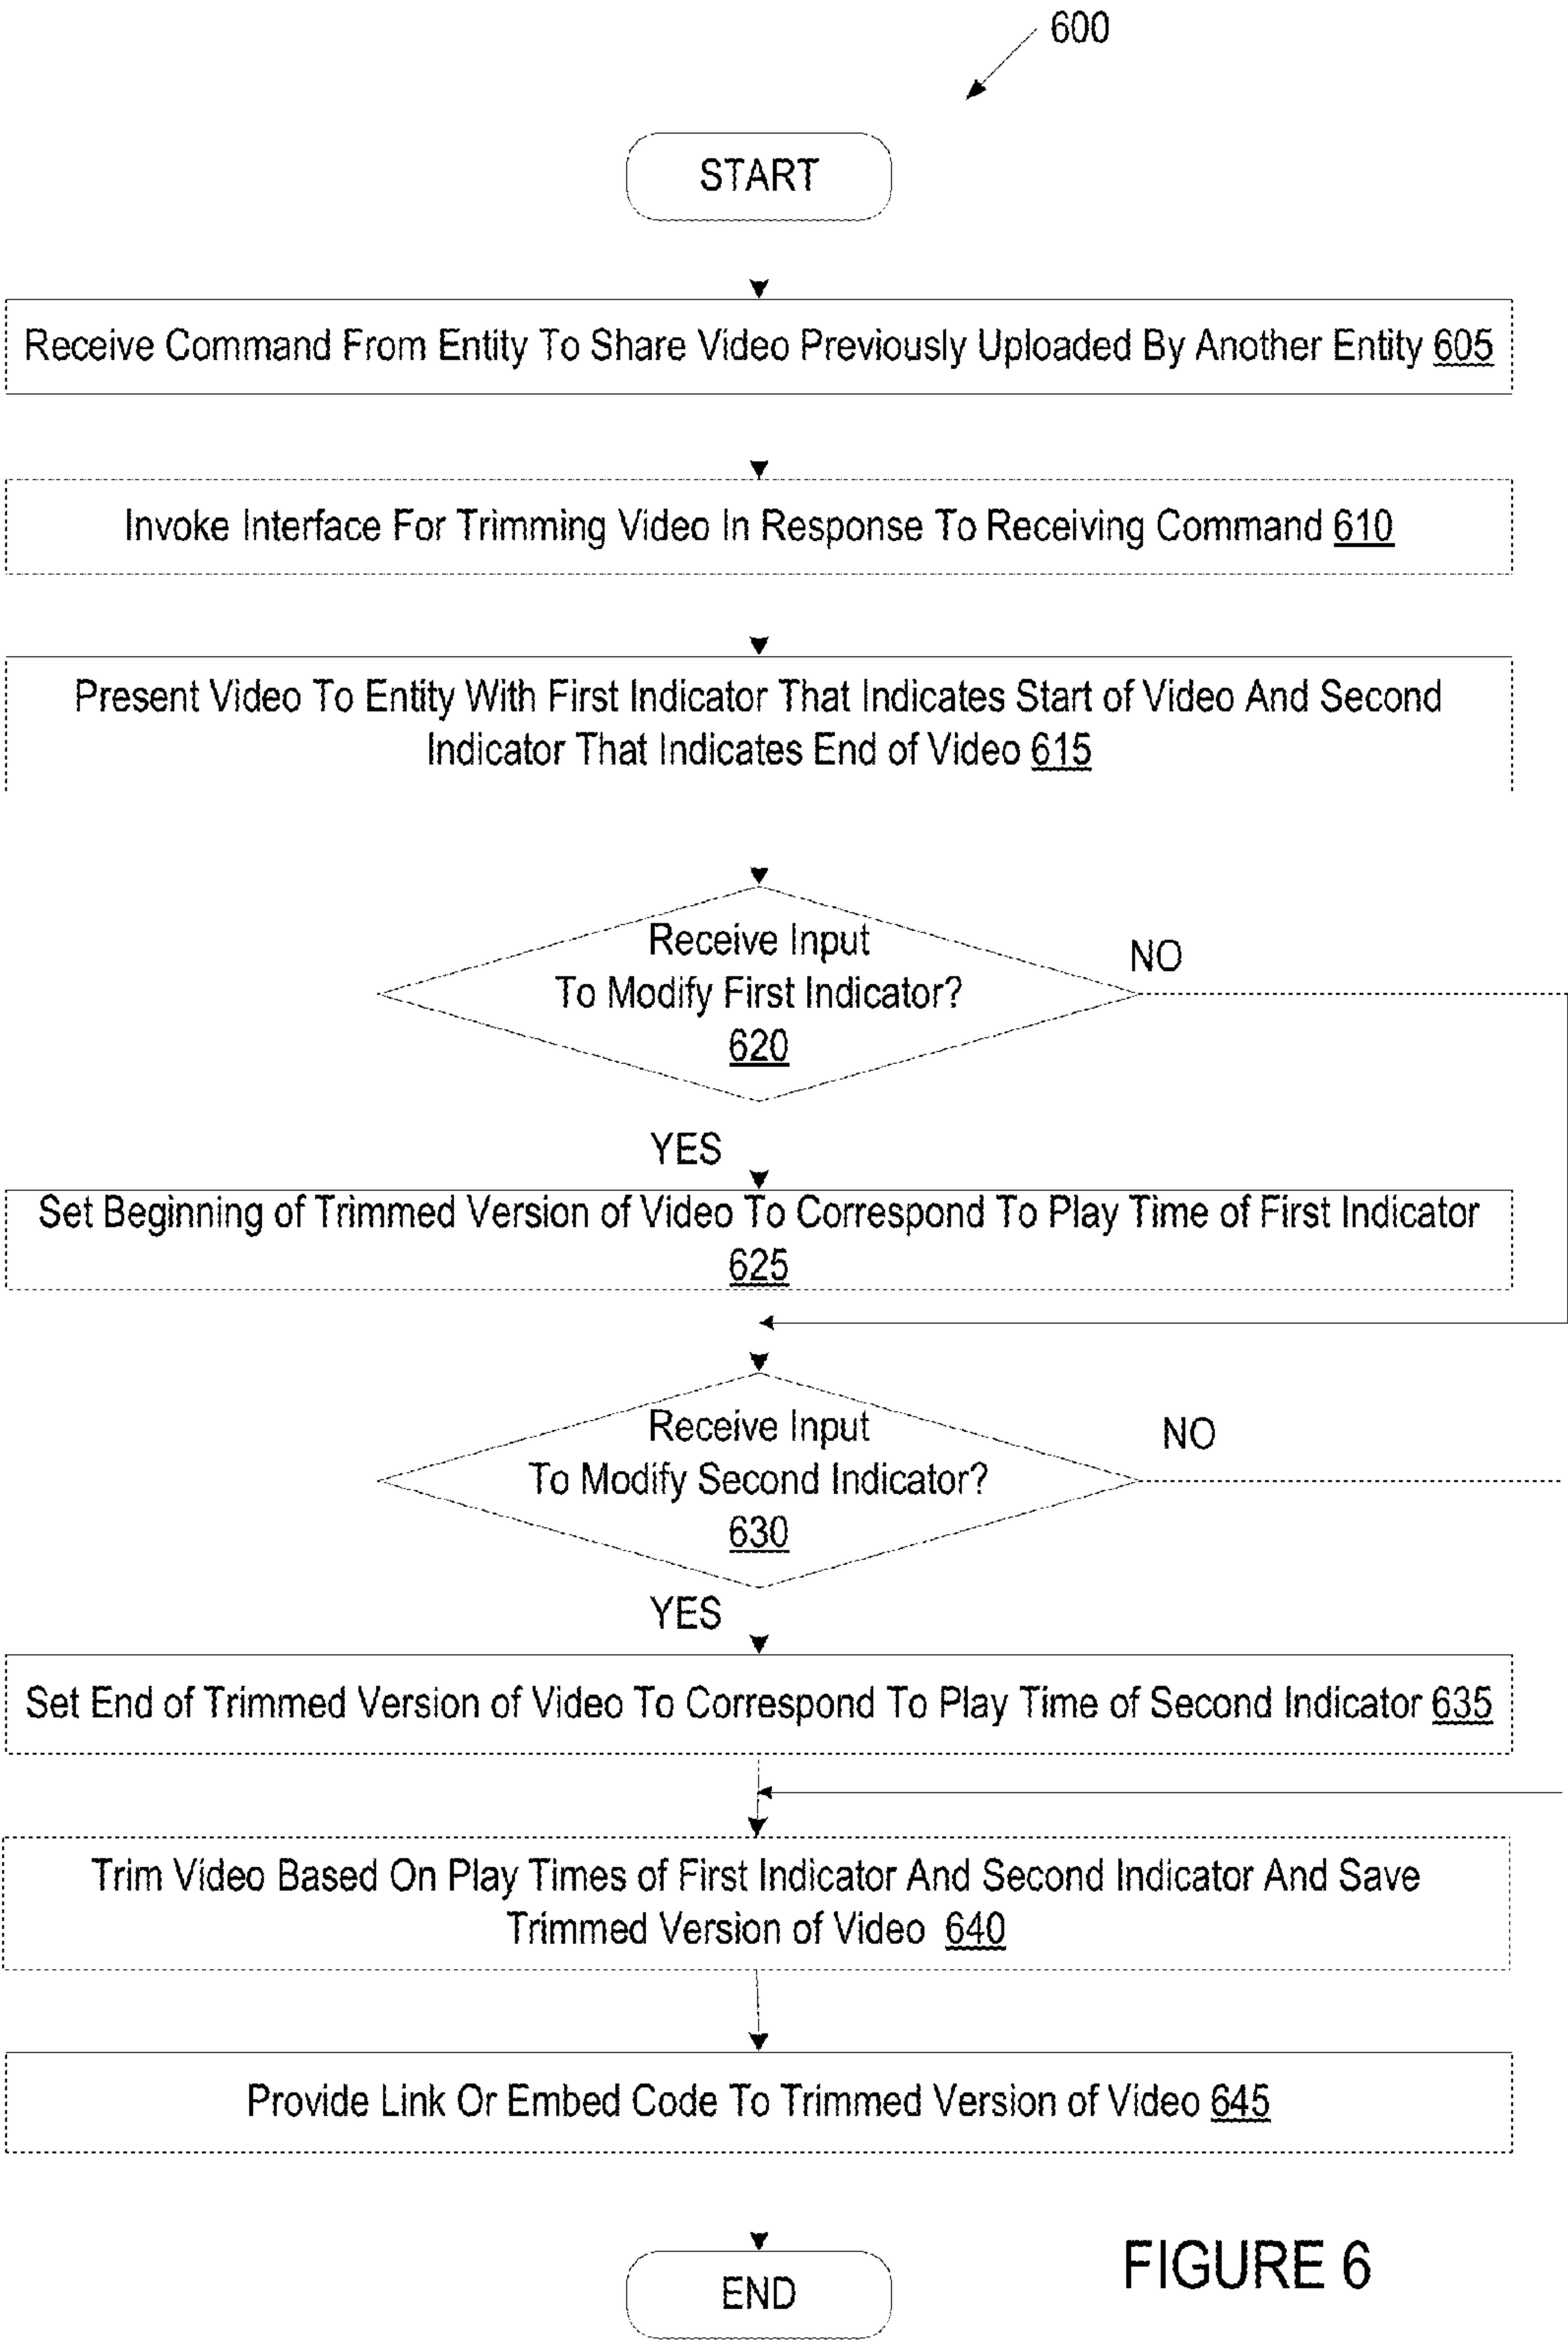 600
START
Receive Command From Entity To Share Video Previously Uploaded By Another Entity 605
Invoke Interface For Trimming Video In Response To Receiving Command 610
Present Video To Entity With First Indicator That Indicates Start of Video And Second
Indicator That Indicates End of Video 615
Receive Input
To Modify First Indicator?
620
NO
YES
Set Beginning of Trimmed Version of Video To Correspond To Play Time of First Indicator
625
Receive Input
To Modify Second Indicator?
630
NO
YES
Set End of Trimmed Version of Video To Correspond To Play Time of Second Indicator 635
Trim Video Based On Play Times of First Indicator And Second Indicator And Save
Trimmed Version of Video 640
Provide Link Or Embed Code To Trimmed Version of Video 645
END
FIGURE 6